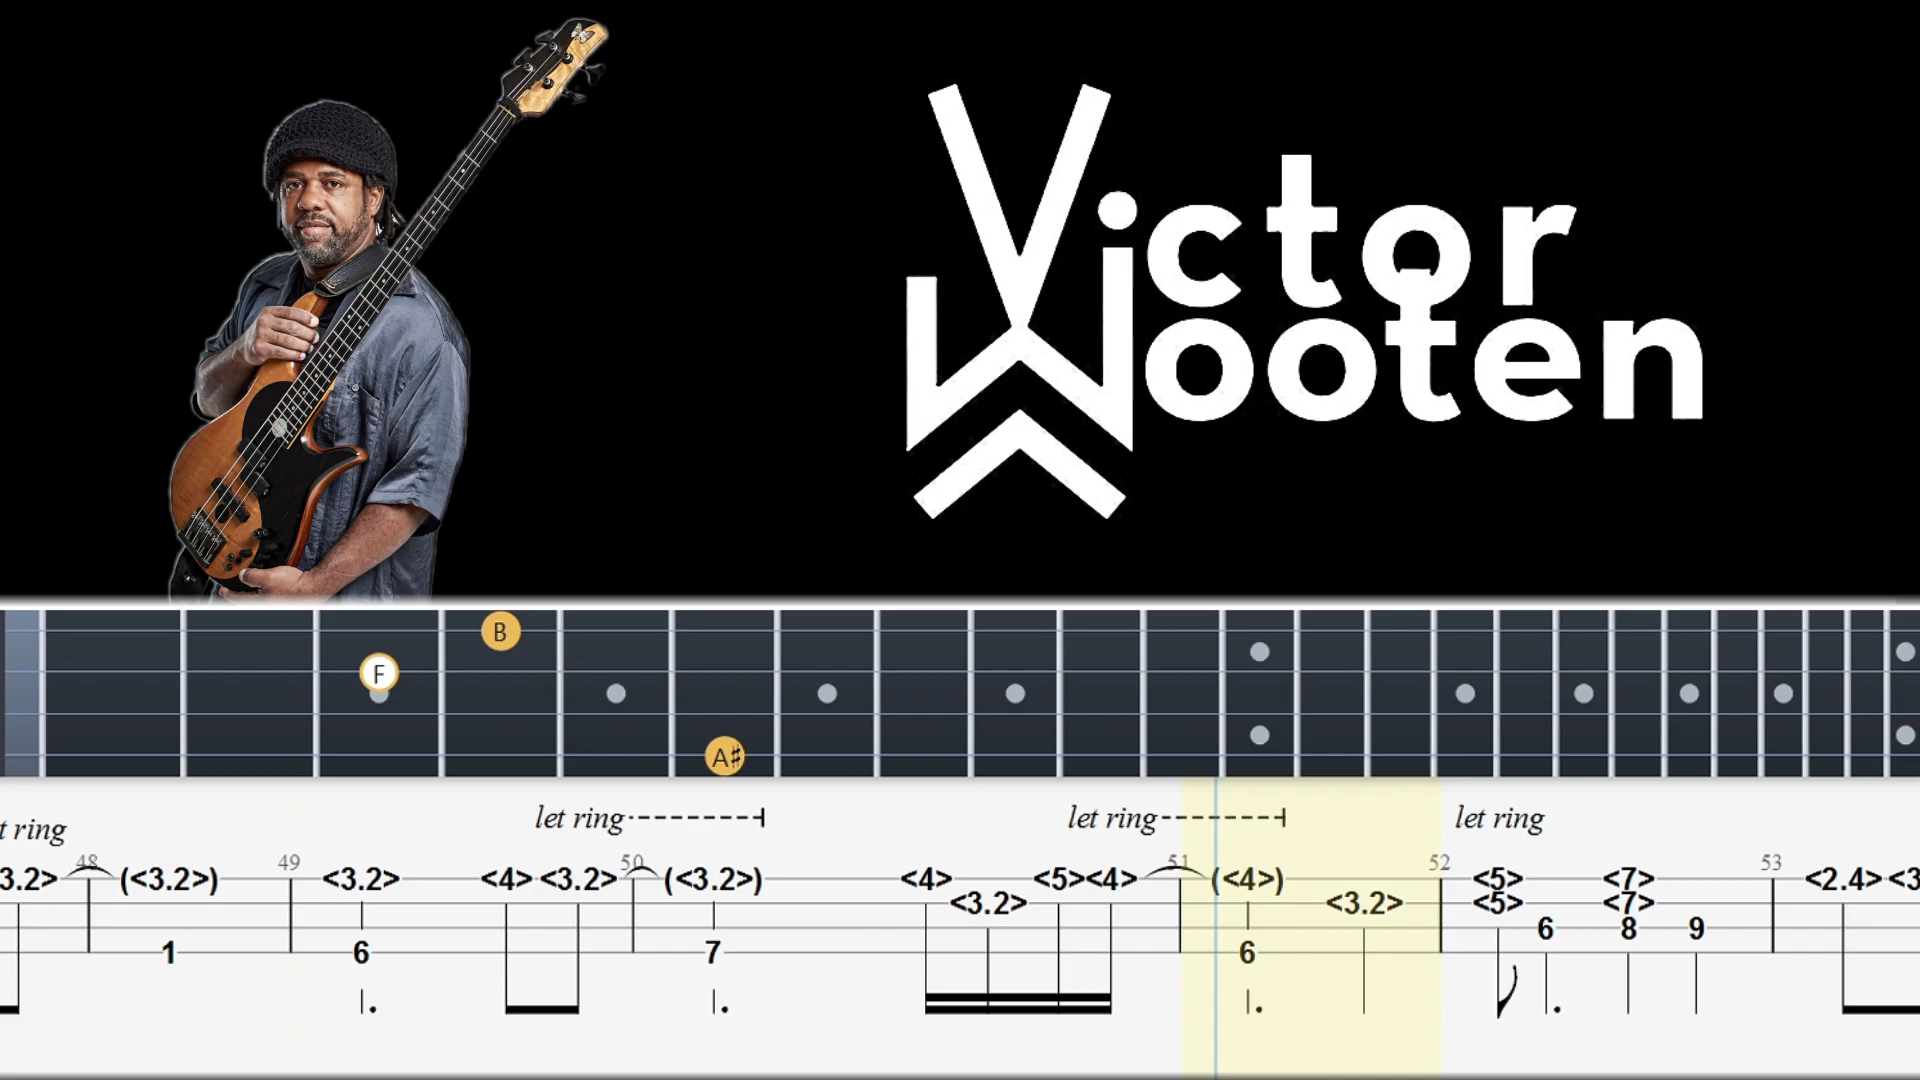 Victor
Wooten
B
F
A♯
t ring
let ring
let ring
let ring
48 49 50 51 52 53
3.2> (<3.2>) <3.2> <4> <3.2> (<3.2>) <4> <5> <4> (<4>) <5> <7> <2.4> <3
<3.2> <3.2> <5> <7>
6 8 9
1 6 7 6